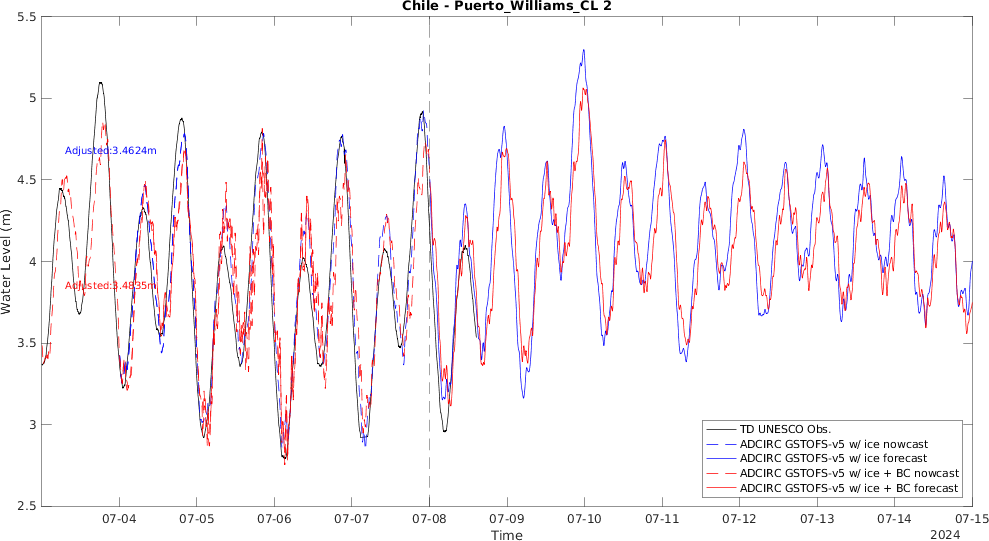 Chile - Puerto_Williams_CL 2
5.5
5
4.5
4
3.5
3
2.5
Water Level (m)
Adjusted:3.4624m
Adjusted:3.4835m
TD UNESCO Obs.
ADCIRC GSTOFS-v5 w/ ice nowcast
ADCIRC GSTOFS-v5 w/ ice forecast
ADCIRC GSTOFS-v5 w/ ice + BC nowcast
ADCIRC GSTOFS-v5 w/ ice + BC forecast
07-04 07-05 07-06 07-07 07-08 07-09 07-10 07-11 07-12 07-13 07-14 07-15
Time
2024